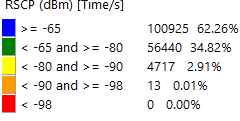 RSCP (dBm) [Time/s]
>= -65 100925 62.26%
< -65 and >= -80 56440 34.82%
< -80 and >= -90 4717 2.91%
< -90 and >= -98 13 0.01%
< -98 0 0.00%